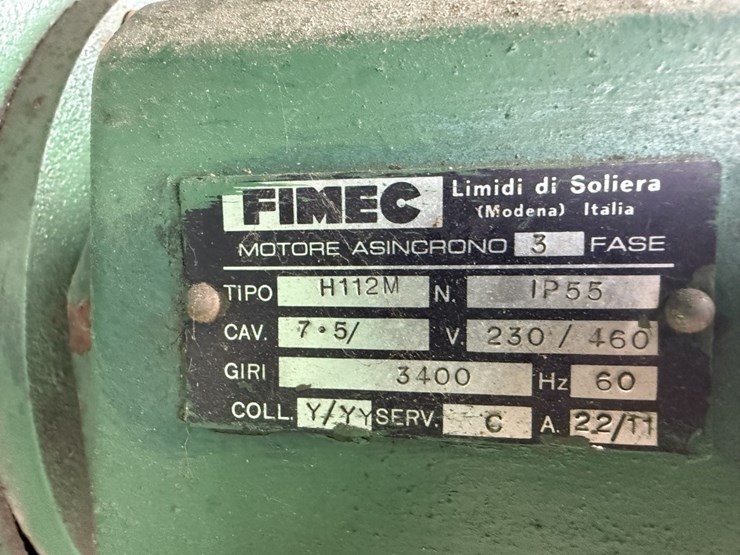 FIMEC Limidi di Soliera
(Modena) Italia
MOTORE ASINCRONO 3 FASE
TIPO H112M N. IP55
CAV. 7.5/ V 230/460
GIRI 3400 Hz 60
COLL. Y/YY SERV. C A. 22/11